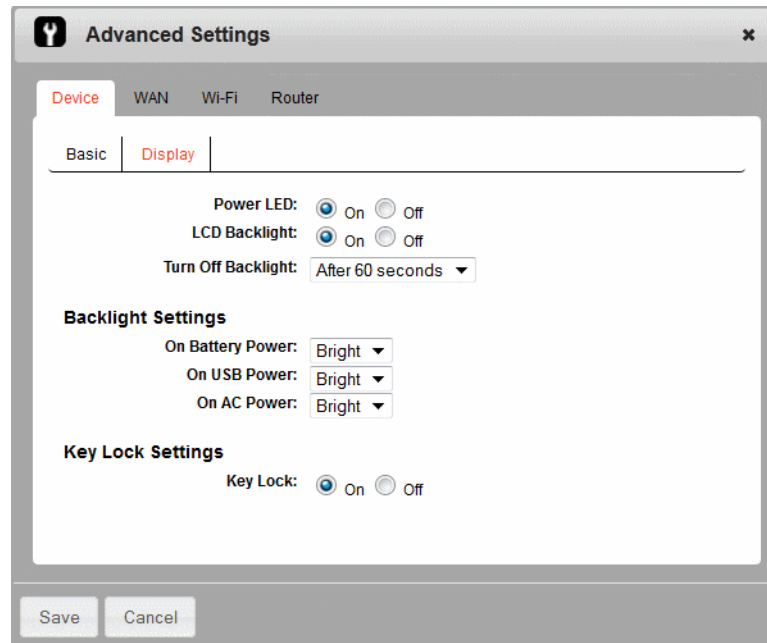 Advanced Settings
Device WAN Wi-Fi Router
Basic Display
Power LED: On Off
LCD Backlight: On Off
Turn Off Backlight: After 60 seconds
Backlight Settings
On Battery Power: Bright
On USB Power: Bright
On AC Power: Bright
Key Lock Settings
Key Lock: On Off
Save Cancel